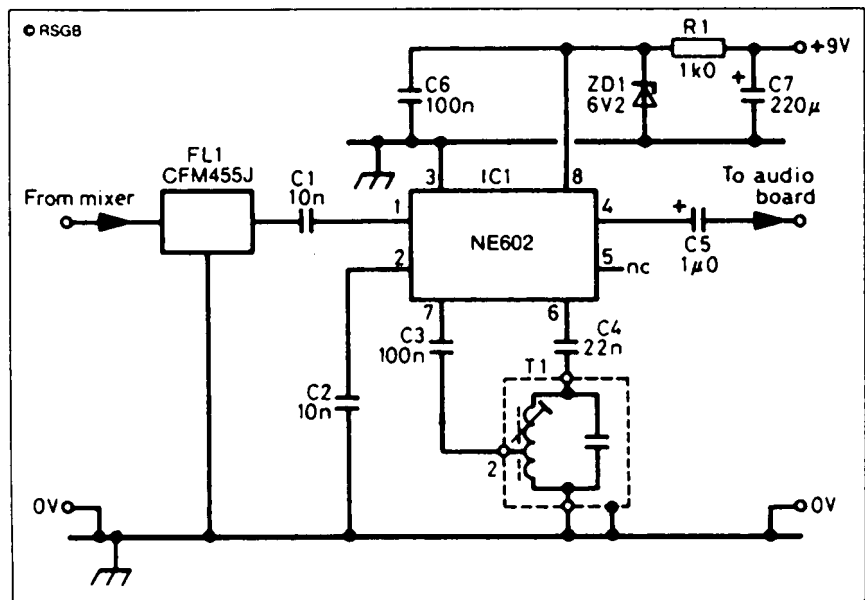 © RSGB
R1
1k0
+9V
C6
100n
ZD1
6V2
+
C7
220µ
FL1
CFM455J
From mixer
C1
10n
3
IC1
8
1
NE602
4
To audio
board
+
C5
1µ0
2
5
nc
7
6
C3
100n
C4
22n
T1
C2
10n
2
0V
0V